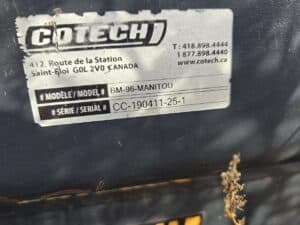 COTECH
T : 418.898.4444
1 877.898.4440
www.cotech.ca
412, Route de la Station
Saint-Éloi G0L 2V0 CANADA
# MODÈLE/MODEL # BM-96-MANITOU
# SÉRIE/SERIAL # CC-190411-25-1